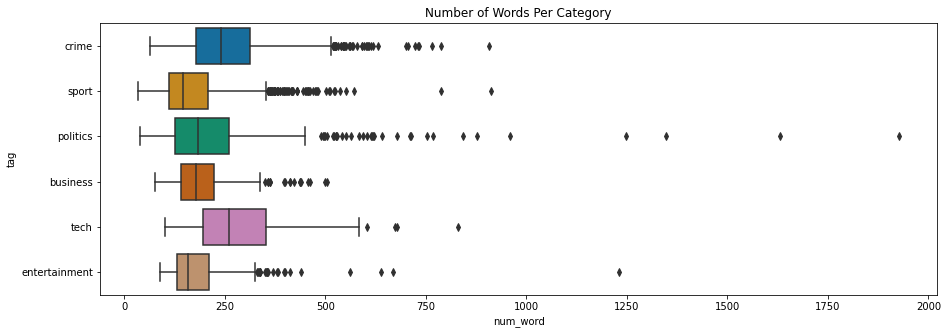 Number of Words Per Category
crime
sport
politics
business
tech
entertainment
tag
0 250 500 750 1000 1250 1500 1750 2000
num_word